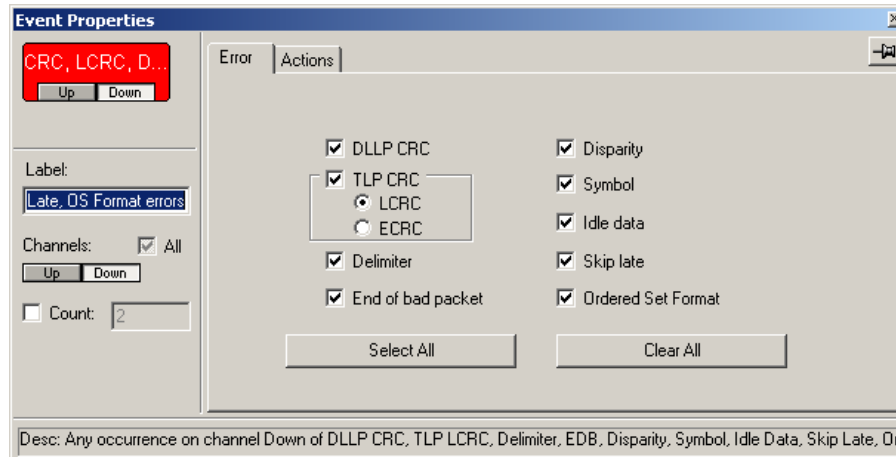 Event Properties
CRC, LCRC, D...
Up Down
Error Actions
Label:
Late, OS Format errors
Channels: All
Up Down
Count: 2
DLLP CRC
TLP CRC
LCRC
ECRC
Delimiter
End of bad packet
Disparity
Symbol
Idle data
Skip late
Ordered Set Format
Select All
Clear All
Desc: Any occurrence on channel Down of DLLP CRC, TLP LCRC, Delimiter, EDB, Disparity, Symbol, Idle Data, Skip Late,